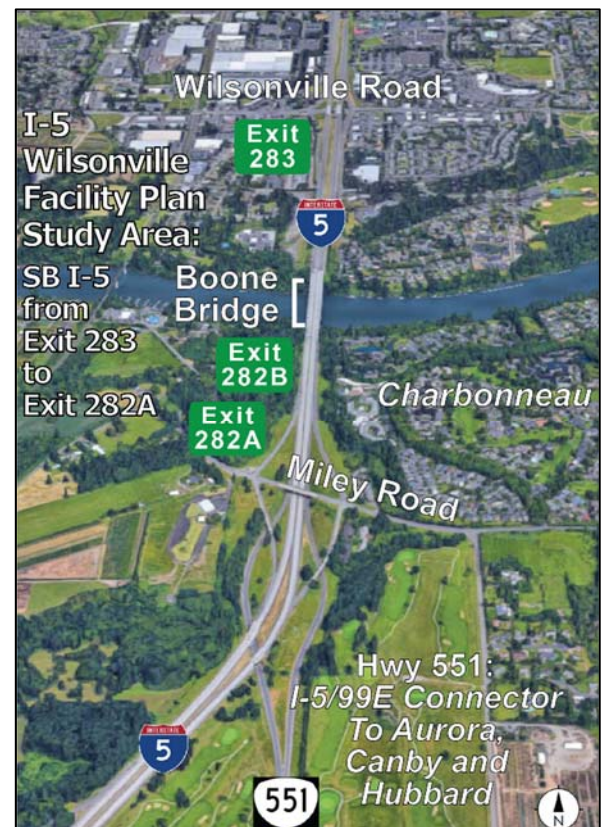 Wilsonville Road
I-5
Wilsonville
Facility Plan
Study Area:
SB I-5
from
Exit 283
to
Exit 282A
Exit
283
INTERSTATE
5
Boone
Bridge
Exit
282B
Exit
282A
Charbonneau
Miley Road
Hwy 551:
I-5/99E Connector
To Aurora,
Canby and
Hubbard
INTERSTATE
5
551
N